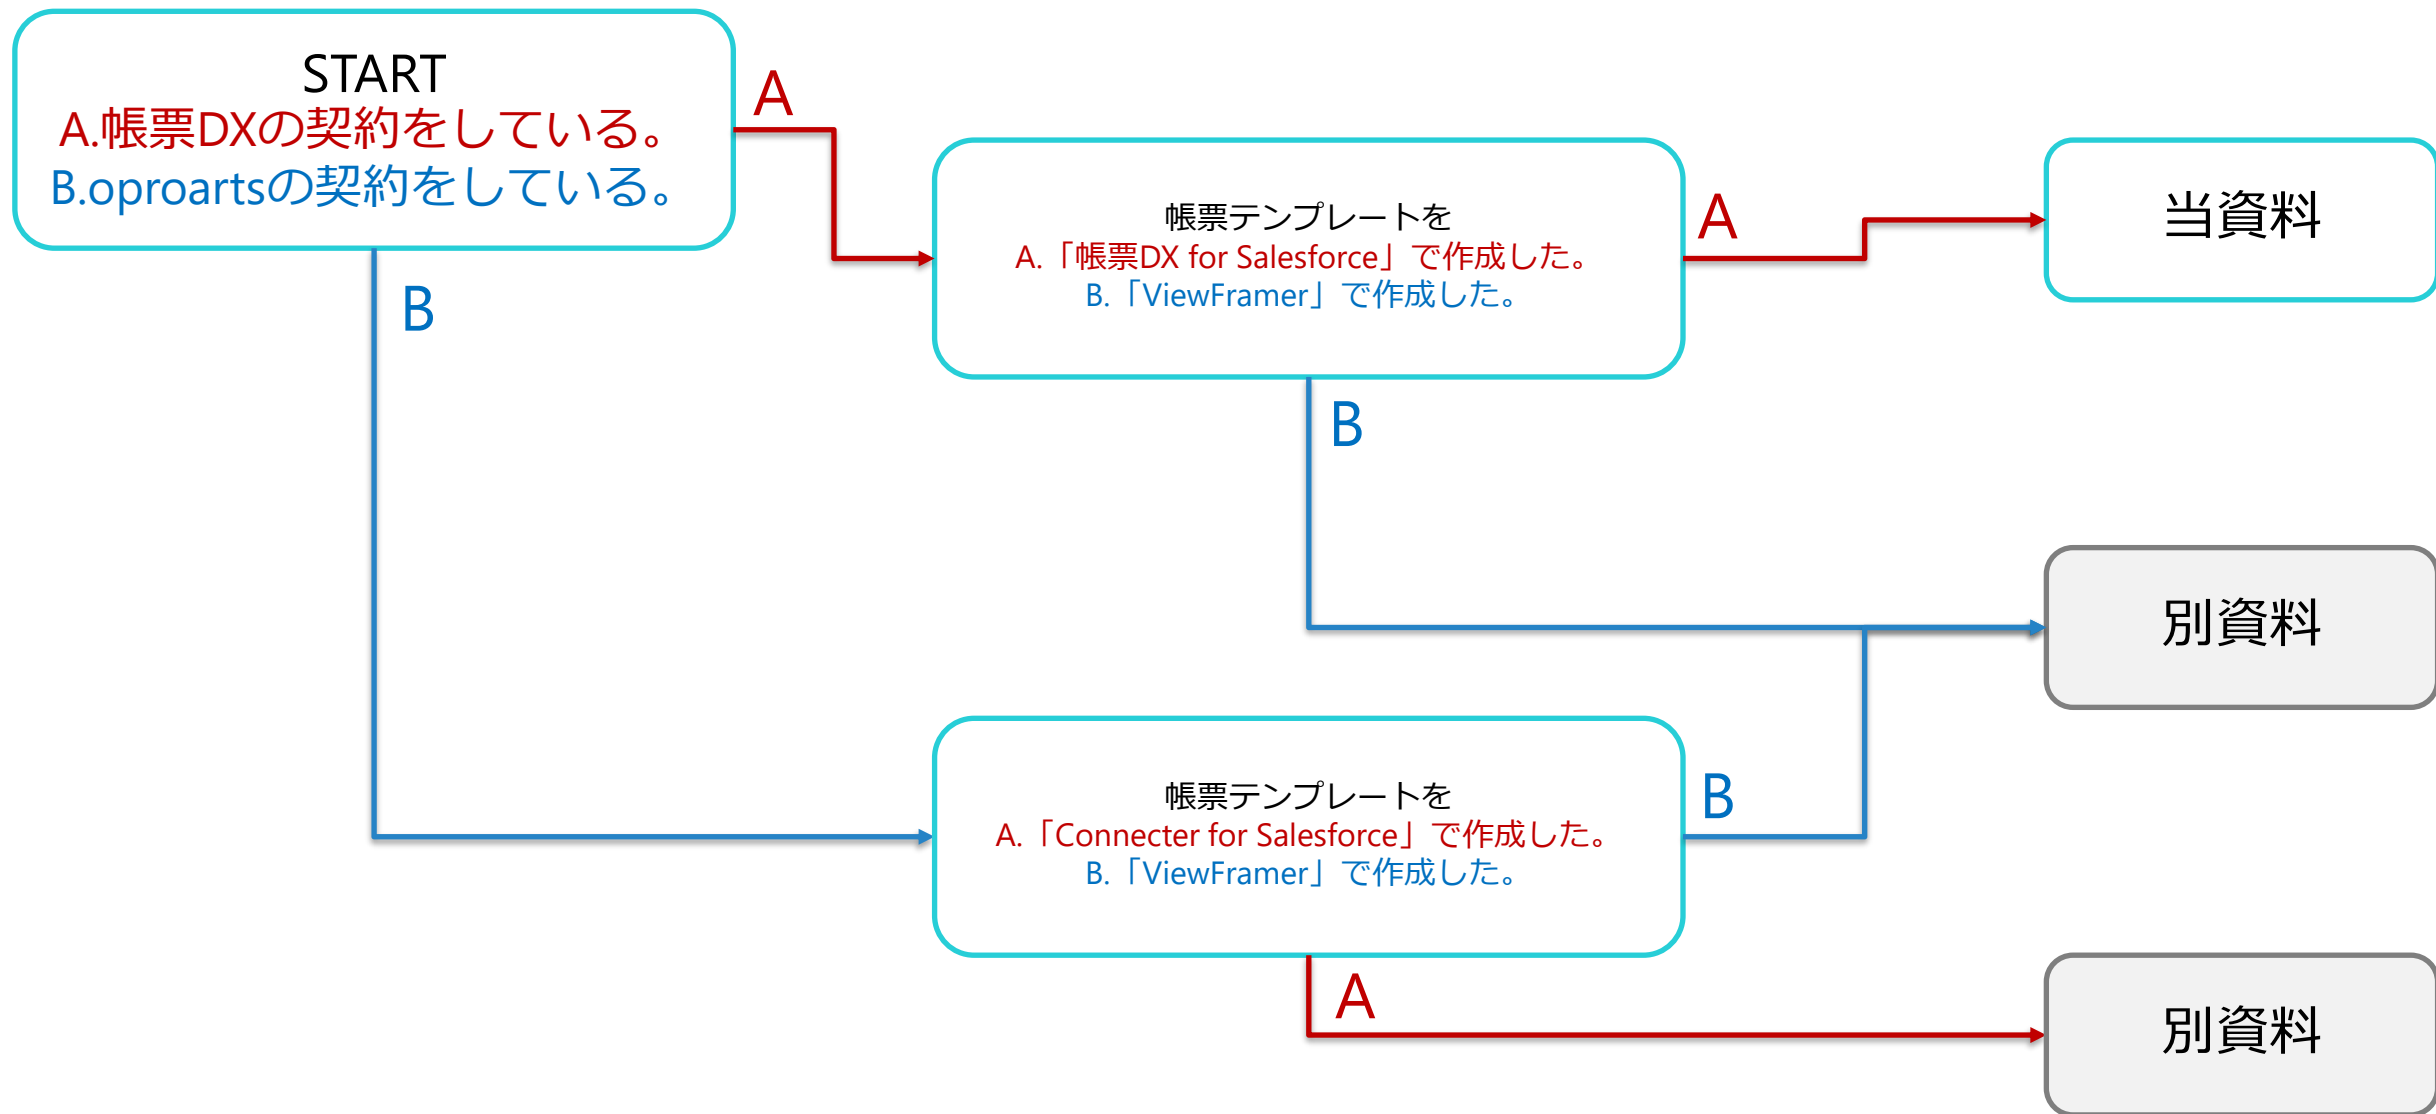 START
A.帳票DXの契約をしている。
B.oproartsの契約をしている。
A
B
帳票テンプレートを
A.「帳票DX for Salesforce」で作成した。
B.「ViewFramer」で作成した。
A
B
当資料
別資料
帳票テンプレートを
A.「Connecter for Salesforce」で作成した。
B.「ViewFramer」で作成した。
B
A
別資料